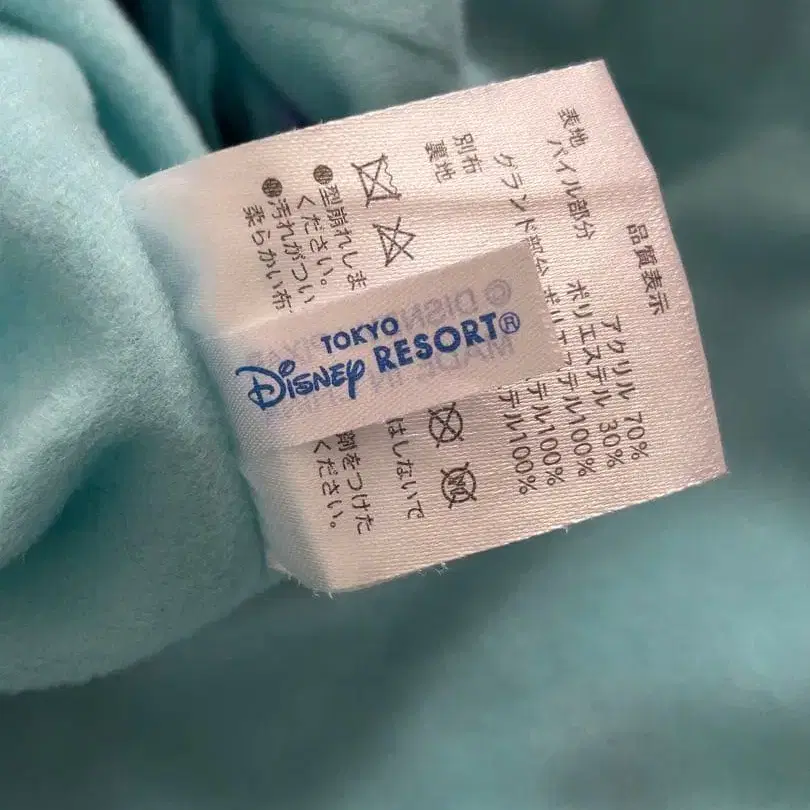 TOKYO
Disney RESORT®
品質表示
表地
パイル部分
アクリル 70%
ポリエステル 30%
グランド部分 ポリエステル100%
別布
裏地
テル100%
テル100%
●型崩れしま
はしないで
ください。
●汚れがつい
剤をつけた
柔らかい布
ください。
© DISNEY
MADE IN